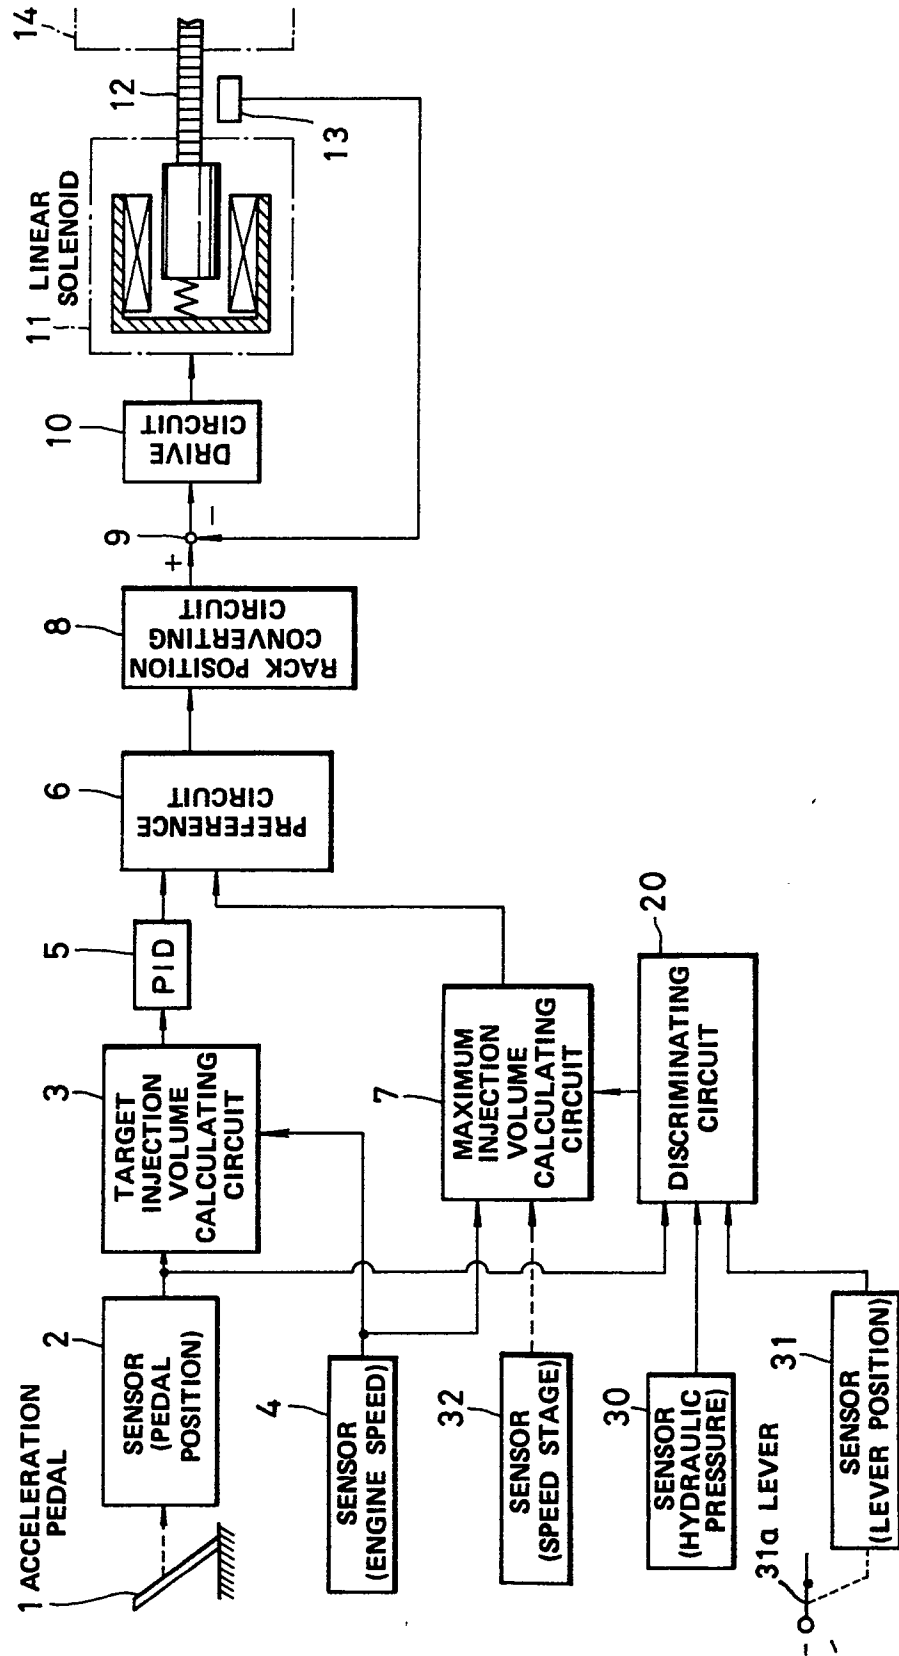 1 ACCELERATION
PEDAL
2
SENSOR
(PEDAL
POSITION)
3
TARGET
INJECTION
VOLUME
CALCULATING
CIRCUIT
5
PID
6
PREFERENCE
CIRCUIT
8
RACK POSITION
CONVERTING
CIRCUIT
9
+
−
10
DRIVE
CIRCUIT
11 LINEAR
SOLENOID
12
13
14
4
SENSOR
(ENGINE SPEED)
32
SENSOR
(SPEED STAGE)
7
MAXIMUM
INJECTION
VOLUME
CALCULATING
CIRCUIT
30
SENSOR
(HYDRAULIC
PRESSURE)
20
DISCRIMINATING
CIRCUIT
31a LEVER
31
SENSOR
(LEVER POSITION)